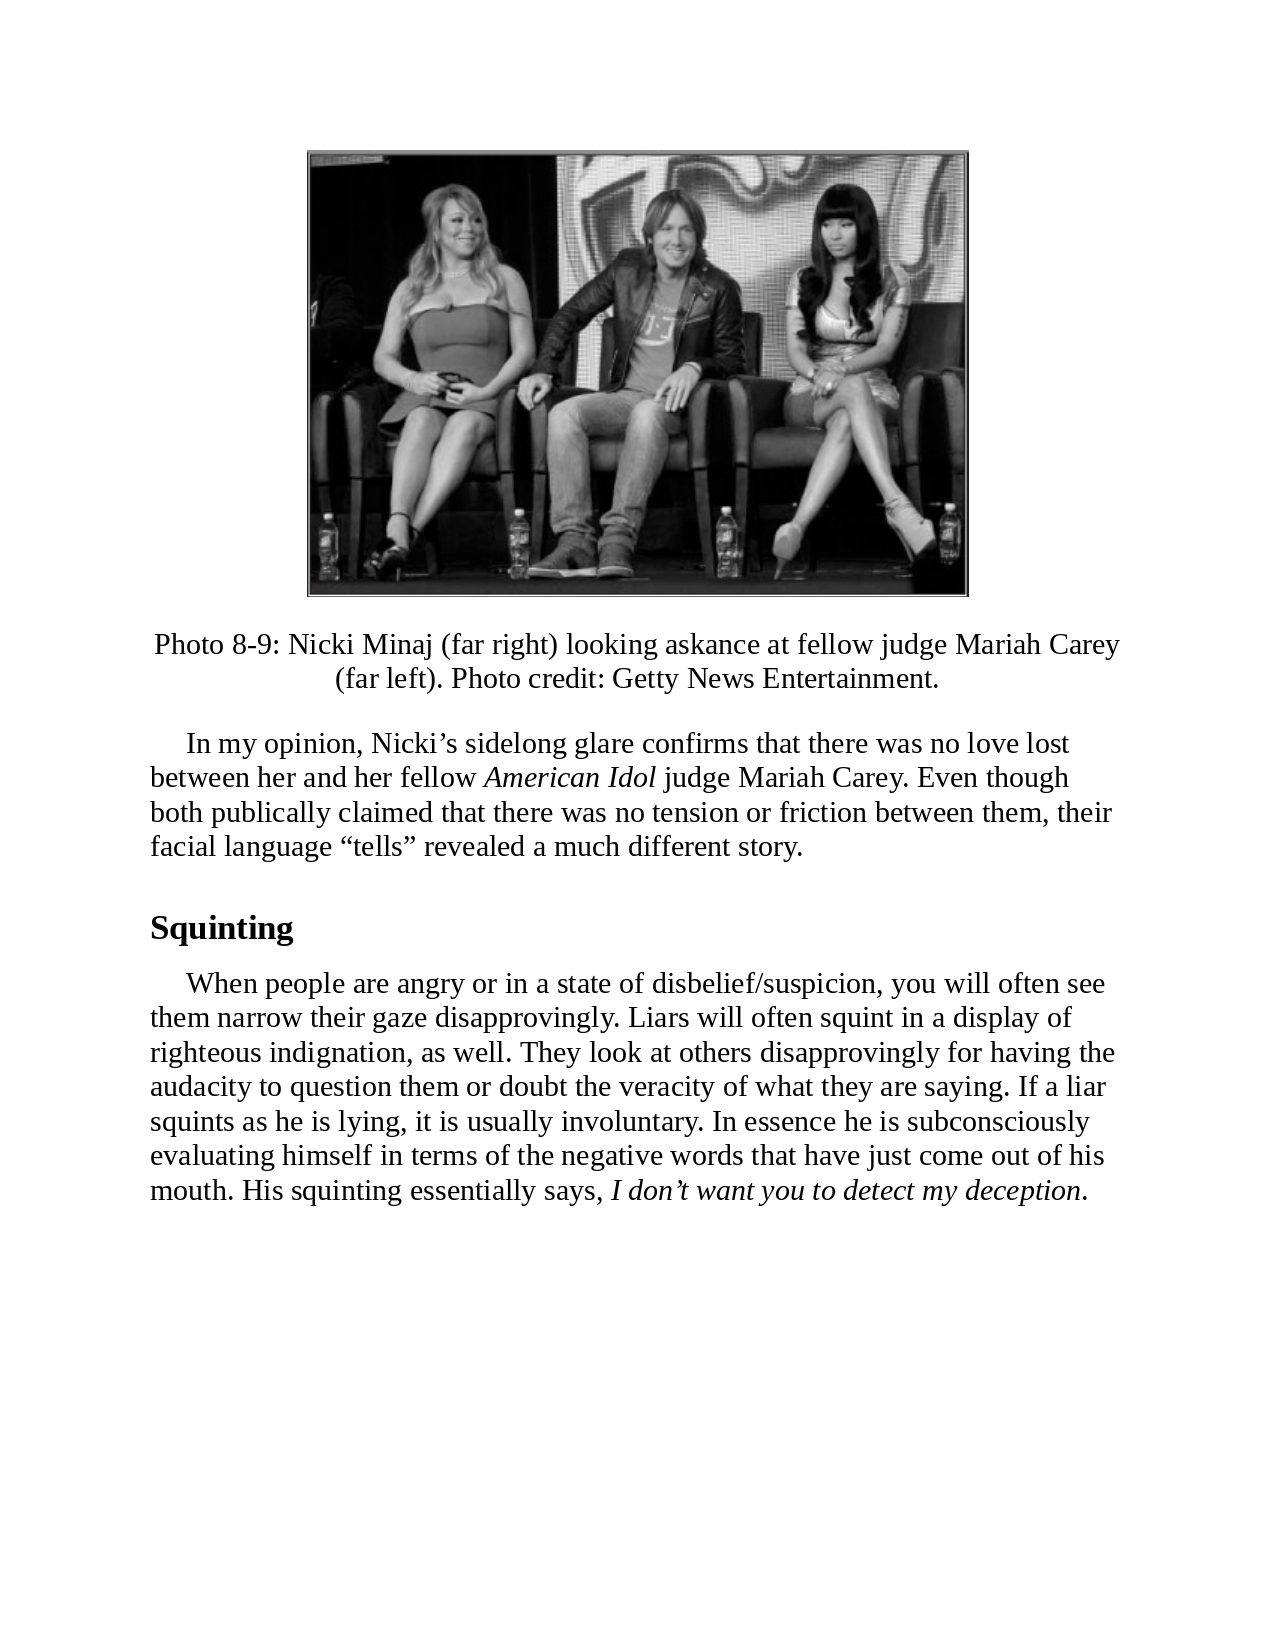 Photo 8-9: Nicki Minaj (far right) looking askance at fellow judge Mariah Carey
(far left). Photo credit: Getty News Entertainment.
In my opinion, Nicki’s sidelong glare confirms that there was no love lost
between her and her fellow American Idol judge Mariah Carey. Even though
both publically claimed that there was no tension or friction between them, their
facial language “tells” revealed a much different story.
Squinting
When people are angry or in a state of disbelief/suspicion, you will often see
them narrow their gaze disapprovingly. Liars will often squint in a display of
righteous indignation, as well. They look at others disapprovingly for having the
audacity to question them or doubt the veracity of what they are saying. If a liar
squints as he is lying, it is usually involuntary. In essence he is subconsciously
evaluating himself in terms of the negative words that have just come out of his
mouth. His squinting essentially says, I don’t want you to detect my deception.